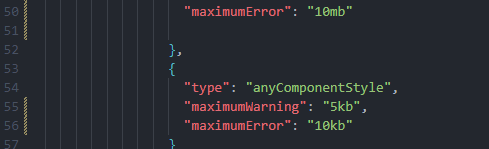 50 "maximumError": "10mb"
51
52 },
53 {
54 "type": "anyComponentStyle",
55 "maximumWarning": "5kb",
56 "maximumError": "10kb"
57 }